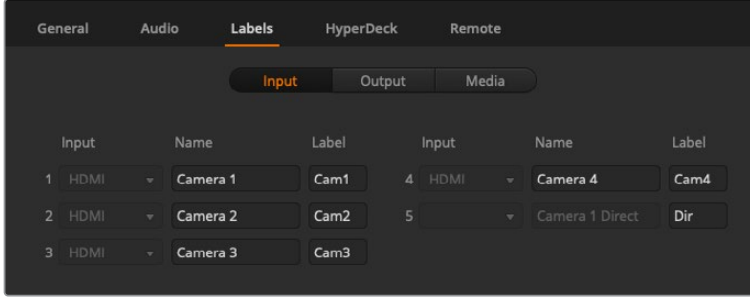 General Audio Labels HyperDeck Remote
Input Output Media
Input Name Label Input Name Label
1 HDMI Camera 1 Cam1 4 HDMI Camera 4 Cam4
2 HDMI Camera 2 Cam2 5 Camera 1 Direct Dir
3 HDMI Camera 3 Cam3